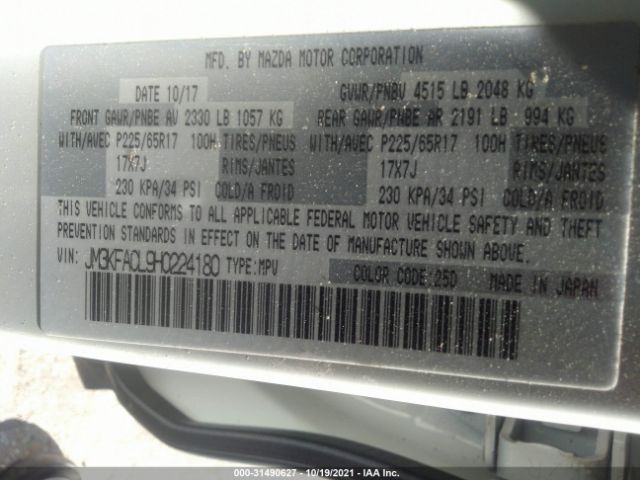 MFD. BY MAZDA MOTOR CORPORATION
DATE 10/17 GVWR/PNBV 4515 LB 2048 KG
FRONT GAWR/PNBE AV 2330 LB 1057 KG REAR GAWR/PNBE AR 2191 LB 994 KG
WITH/AVEC P225/65R17 100H TIRES/PNEUS WITH/AVEC P225/65R17 100H TIRES/PNEUS
17X7J RIMS/JANTES 17X7J RIMS/JANTES
230 KPA/34 PSI COLD/A FROID 230 KPA/34 PSI COLD/A FROID
THIS VEHICLE CONFORMS TO ALL APPLICABLE FEDERAL MOTOR VEHICLE SAFETY AND THEFT
PREVENTION STANDARDS IN EFFECT ON THE DATE OF MANUFACTURE SHOWN ABOVE.
VIN: JM3KFACL9H0224180 TYPE:MPV COLOR CODE:25D MADE IN JAPAN
000-31490627 - 10/19/2021 - IAA Inc.